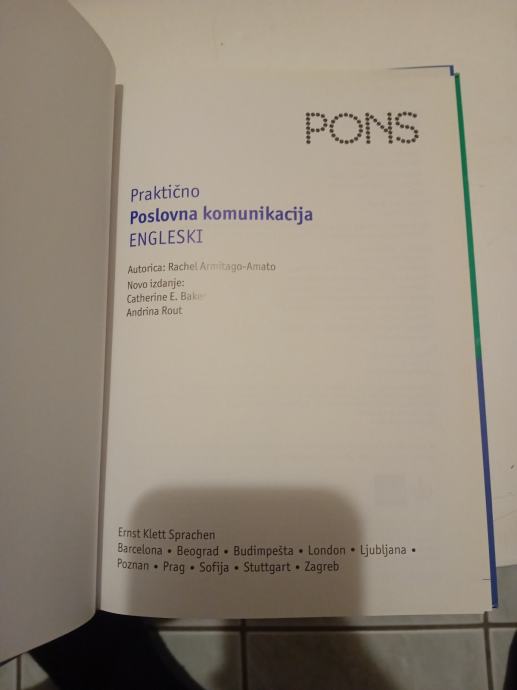 PONS
Praktično
Poslovna komunikacija
ENGLESKI
Autorica: Rachel Armitago-Amato
Novo izdanje:
Catherine E. Baker
Andrina Rout
Ernst Klett Sprachen
Barcelona • Beograd • Budimpešta • London • Ljubljana •
Poznan • Prag • Sofija • Stuttgart • Zagreb